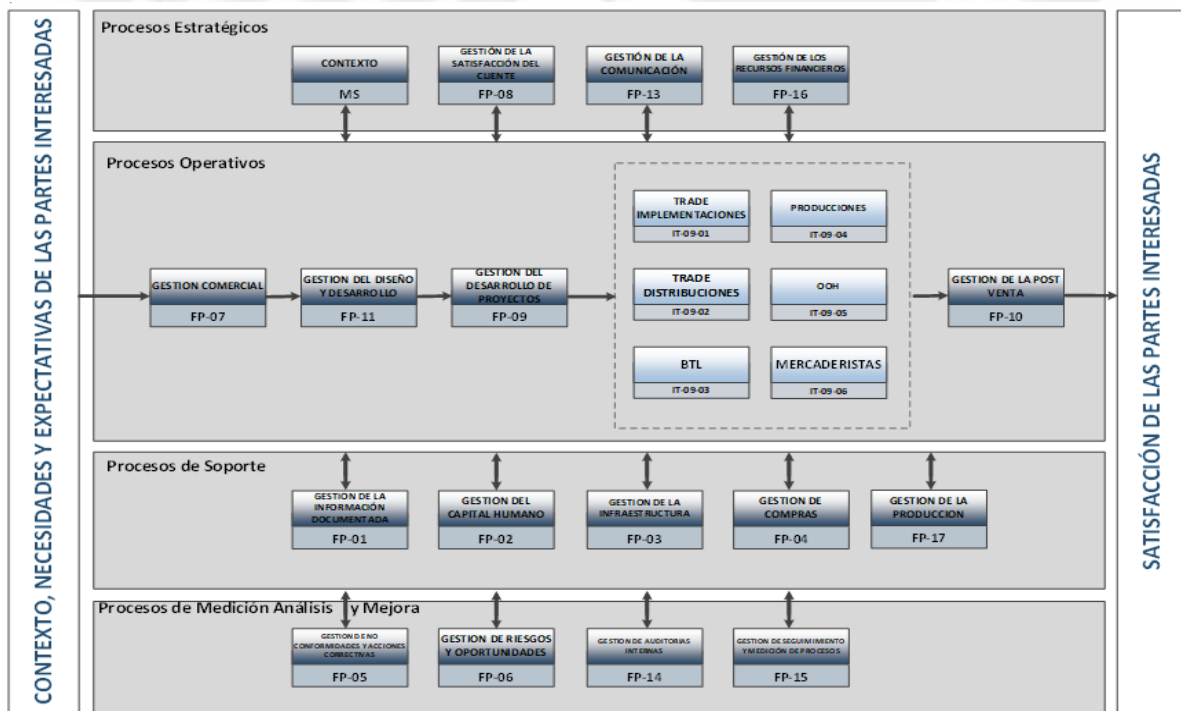 CONTEXTO, NECESIDADES Y EXPECTATIVAS DE LAS PARTES INTERESADAS
Procesos Estratégicos
CONTEXTO
MS
GESTIÓN DE LA
SATISFACCIÓN DEL
CLIENTE
FP-08
GESTIÓN DE LA
COMUNICACIÓN
FP-13
GESTIÓN DE LOS
RECURSOS FINANCIEROS
FP-16
Procesos Operativos
GESTION COMERCIAL
FP-07
GESTION DEL DISEÑO
Y DESARROLLO
FP-11
GESTION DEL
DESARROLLO DE
PROYECTOS
FP-09
TRADE
IMPLEMENTACIONES
IT-09-01
PRODUCCIONES
IT-09-04
TRADE
DISTRIBUCIONES
IT-09-02
OOH
IT-09-05
BTL
IT-09-03
MERCADERISTAS
IT-09-06
GESTION DE LA POST
VENTA
FP-10
Procesos de Soporte
GESTION DE LA
INFORMACIÓN
DOCUMENTADA
FP-01
GESTION DEL
CAPITAL HUMANO
FP-02
GESTION DE LA
INFRAESTRUCTURA
FP-03
GESTION DE
COMPRAS
FP-04
GESTION DE LA
PRODUCCION
FP-17
Procesos de Medición Análisis y Mejora
GESTION DE NO
CONFORMIDADES Y ACCIONES
CORRECTIVAS
FP-05
GESTION DE RIESGOS
Y OPORTUNIDADES
FP-06
GESTION DE AUDITORIAS
INTERNAS
FP-14
GESTION DE SEGUIMIMIENTO
Y MEDICIÓN DE PROCESOS
FP-15
SATISFACCIÓN DE LAS PARTES INTERESADAS